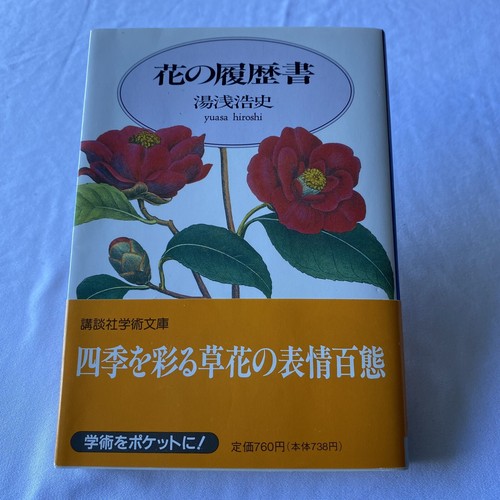 花の履歴書
湯浅浩史
yuasa hiroshi
講談社学術文庫
四季を彩る草花の表情百態
学術をポケットに!
定価760円(本体738円)